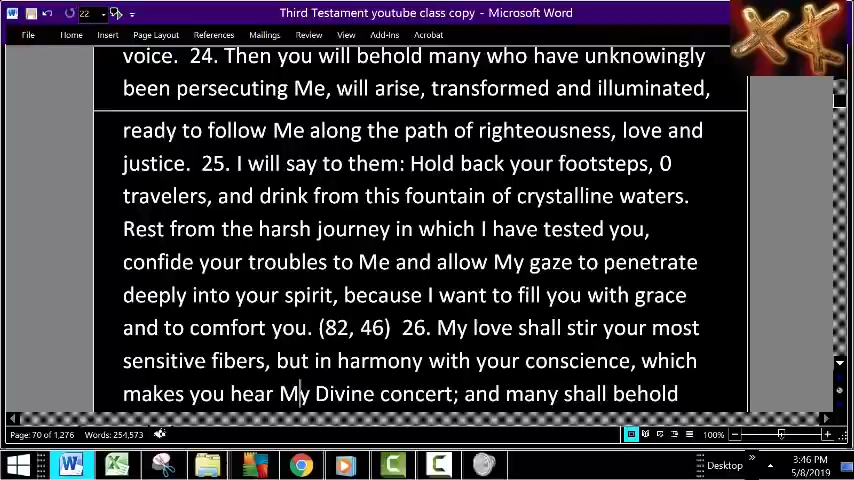 22
Third Testament youtube class copy - Microsoft Word
File Home Insert Page Layout References Mailings Review View Add-Ins Acrobat
voice. 24. Then you will behold many who have unknowingly
been persecuting Me, will arise, transformed and illuminated,
ready to follow Me along the path of righteousness, love and
justice. 25. I will say to them: Hold back your footsteps, 0
travelers, and drink from this fountain of crystalline waters.
Rest from the harsh journey in which I have tested you,
confide your troubles to Me and allow My gaze to penetrate
deeply into your spirit, because I want to fill you with grace
and to comfort you. (82, 46) 26. My love shall stir your most
sensitive fibers, but in harmony with your conscience, which
makes you hear My Divine concert; and many shall behold
Page: 70 of 1,276 Words: 254,573 100%
Desktop 3:46 PM
5/8/2019